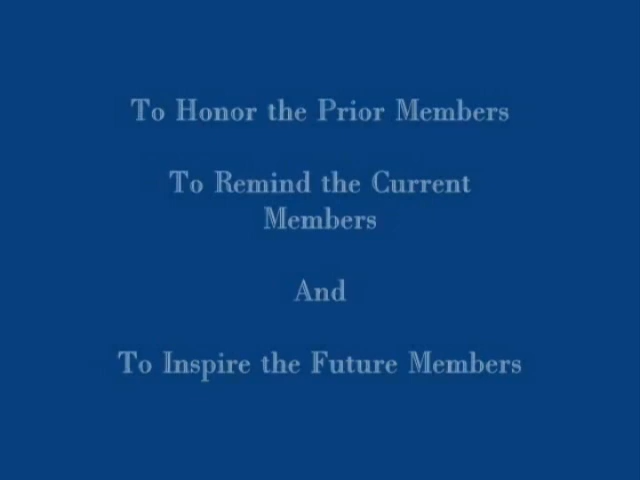 To Honor the Prior Members
To Remind the Current
Members
And
To Inspire the Future Members